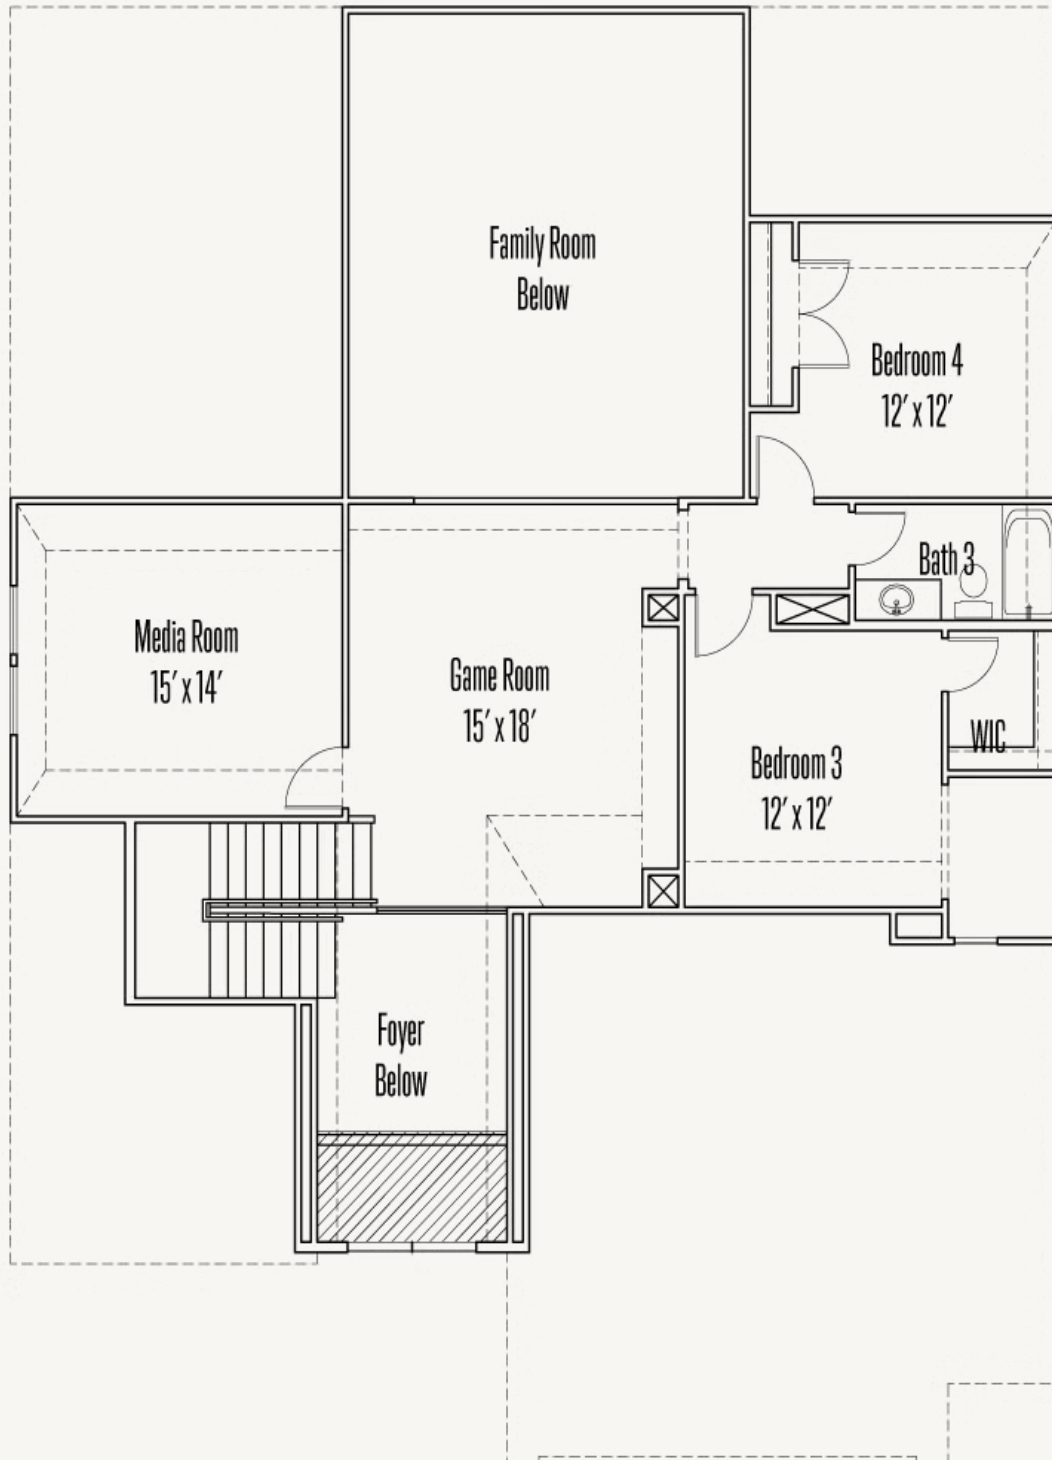 Family Room
Below
Bedroom 4
12' x 12'
Bath 3
Media Room
15' x 14'
Game Room
15' x 18'
WIC
Bedroom 3
12' x 12'
Foyer
Below